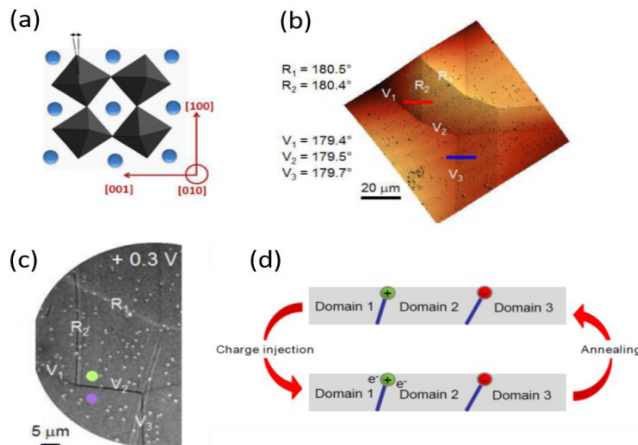 (a)
[100]
[001]
[010]
(b)
R₁ = 180.5°
R₂ = 180.4°
V₁ = 179.4°
V₂ = 179.5°
V₃ = 179.7°
R₁
R₂
V₁
V₂
V₃
20 μm
(c)
+ 0.3 V
R₁
R₂
V₁
V₂
V₃
5 μm
(d)
+ -
Domain 1 Domain 2 Domain 3
Charge injection
Annealing
e⁻ + e⁻ -
Domain 1 Domain 2 Domain 3